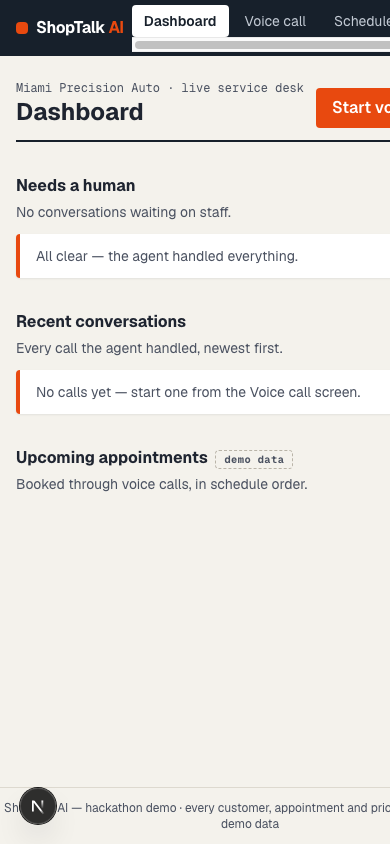 ShopTalk AI
Dashboard
Voice call
Schedule
Miami Precision Auto · live service desk
Dashboard
Start vo
Needs a human
No conversations waiting on staff.
All clear — the agent handled everything.
Recent conversations
Every call the agent handled, newest first.
No calls yet — start one from the Voice call screen.
Upcoming appointments demo data
Booked through voice calls, in schedule order.
AI — hackathon demo · every customer, appointment and
demo data
N